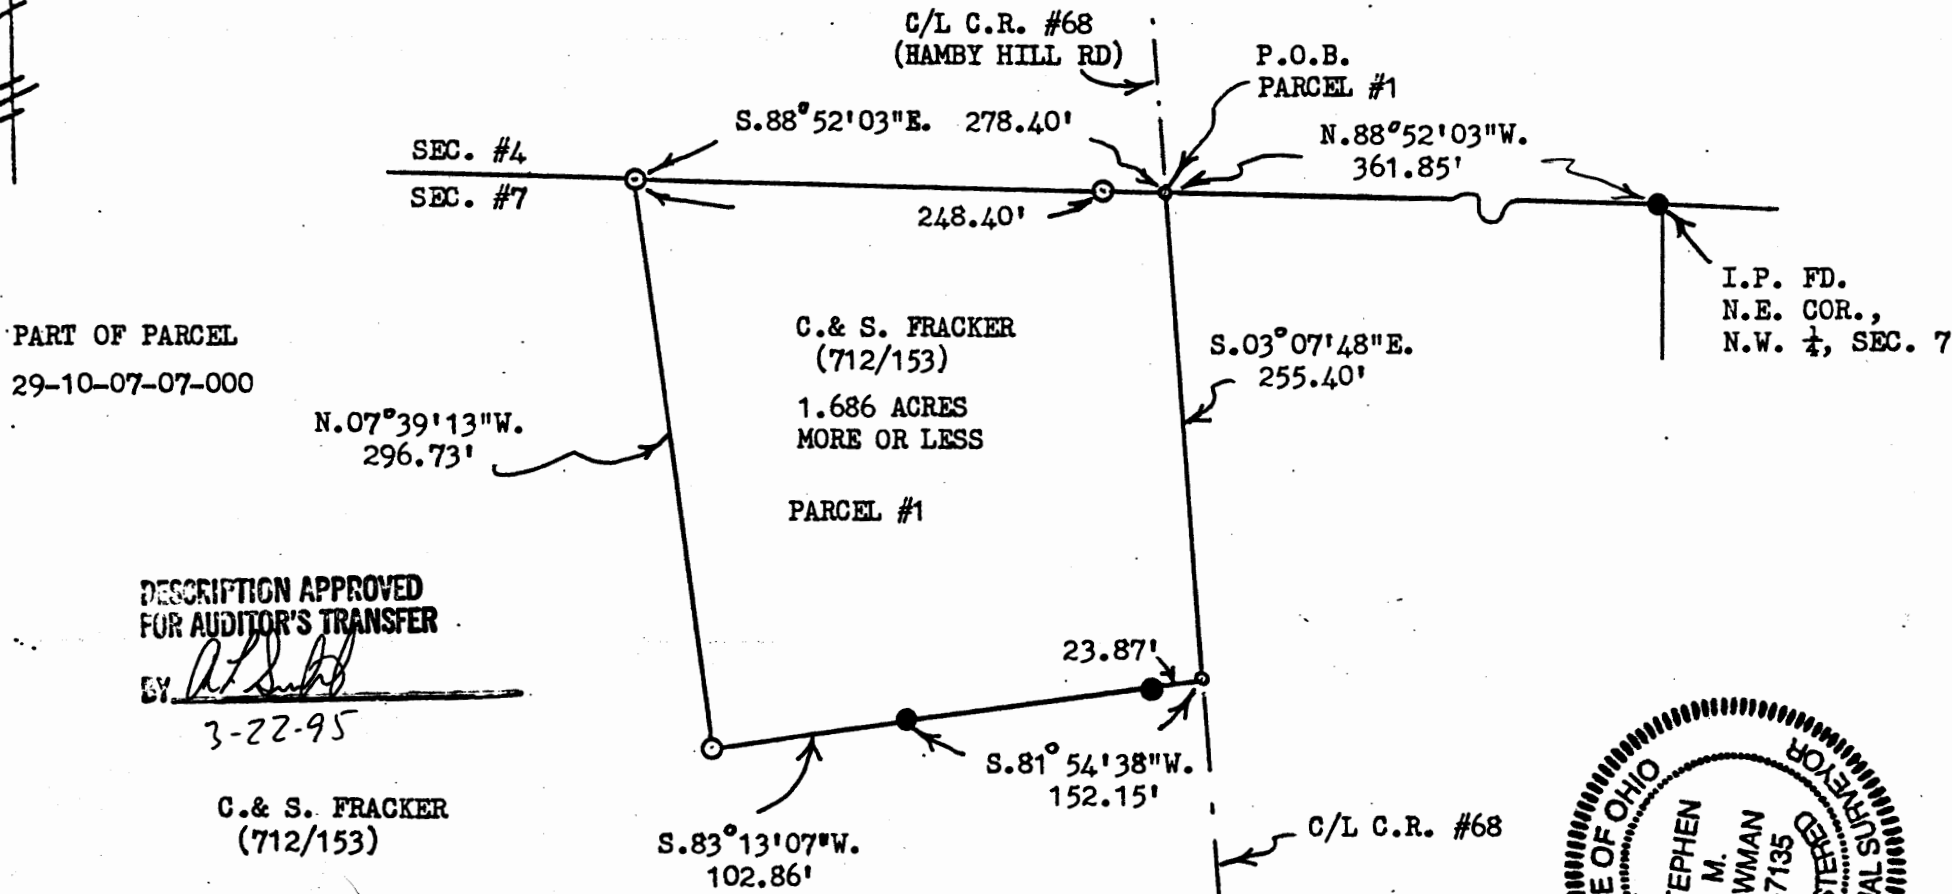 C/L C.R. #68
(HAMBY HILL RD)
P.O.B.
PARCEL #1
S.88°52'03"E. 278.40'
N.88°52'03"W.
361.85'
SEC. #4
SEC. #7
248.40'
I.P. FD.
N.E. COR.,
N.W. ¼, SEC. 7
PART OF PARCEL
29-10-07-07-000
C.& S. FRACKER
(712/153)
1.686 ACRES
MORE OR LESS
PARCEL #1
S.03°07'48"E.
255.40'
N.07°39'13"W.
296.73'
DESCRIPTION APPROVED
FOR AUDITOR'S TRANSFER
BY
3-22-95
23.87'
S.81°54'38"W.
152.15'
C.& S. FRACKER
(712/153)
S.83°13'07"W.
102.86'
C/L C.R. #68
E OF OHIO
EPHEN
M.
WMAN
7135
STERED
AL SURVEYOR